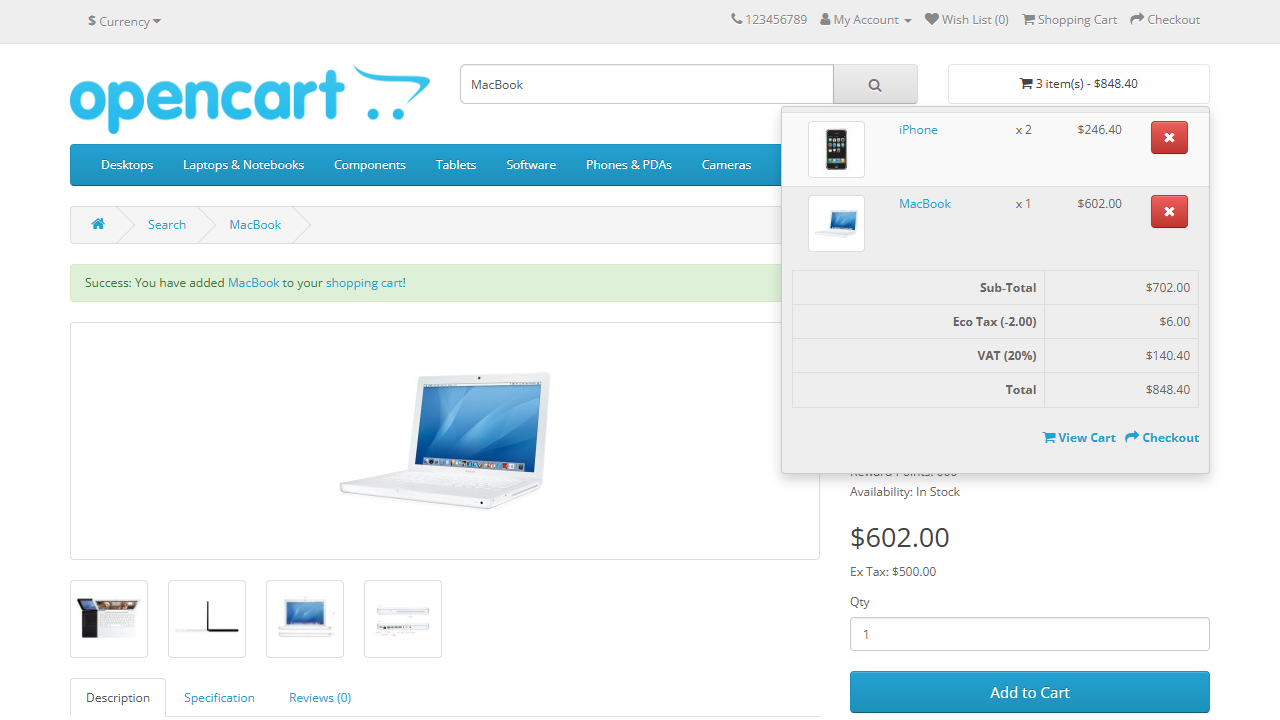 $ Currency
123456789 My Account Wish List (0) Shopping Cart Checkout
opencart
MacBook
3 item(s) - $848.40
Desktops Laptops & Notebooks Components Tablets Software Phones & PDAs Cameras
iPhone x 2 $246.40
MacBook x 1 $602.00
Sub-Total $702.00
Eco Tax (-2.00) $6.00
VAT (20%) $140.40
Total $848.40
View Cart Checkout
Search MacBook
Success: You have added MacBook to your shopping cart!
Availability: In Stock
$602.00
Ex Tax: $500.00
Qty
1
Add to Cart
Description Specification Reviews (0)